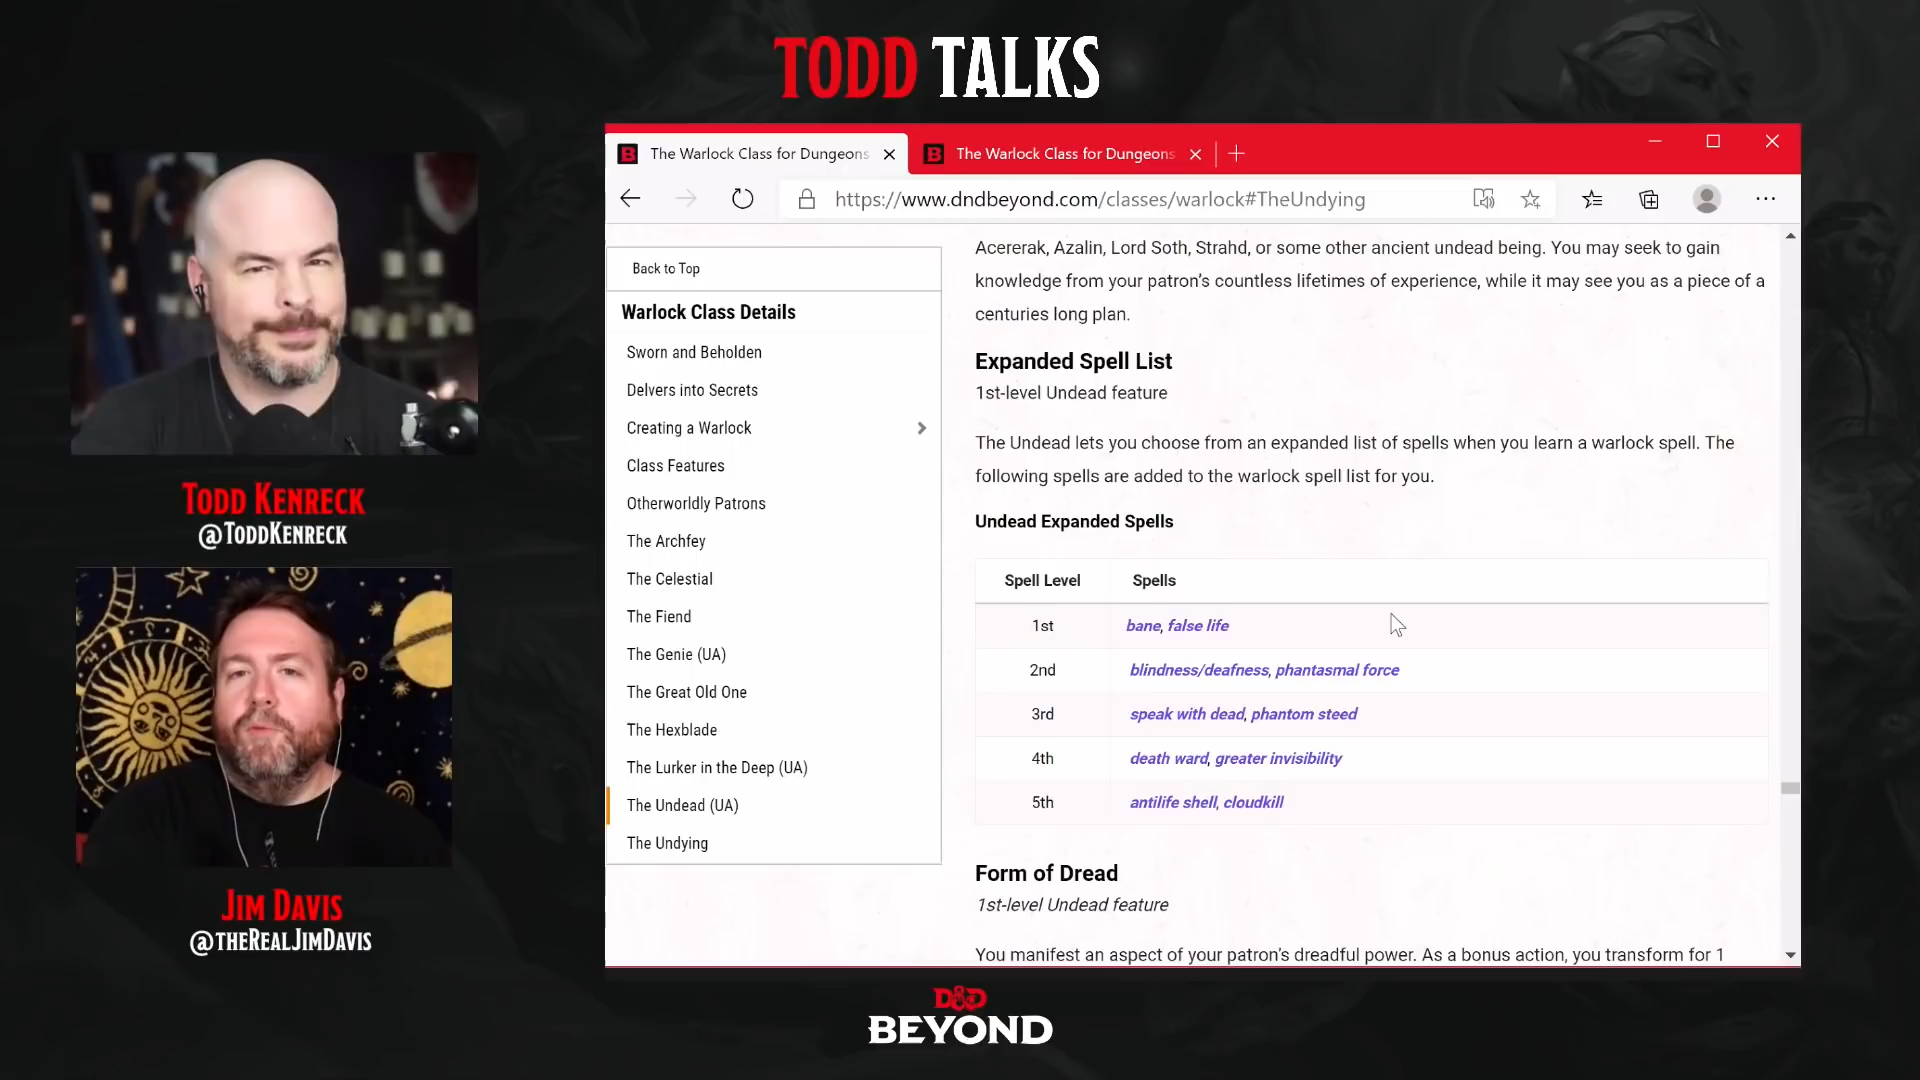 TODD TALKS
The Warlock Class for Dungeons
The Warlock Class for Dungeons
https://www.dndbeyond.com/classes/warlock#TheUndying
Back to Top
Warlock Class Details
Sworn and Beholden
Delvers into Secrets
Creating a Warlock
Class Features
Otherworldly Patrons
The Archfey
The Celestial
The Fiend
The Genie (UA)
The Great Old One
The Hexblade
The Lurker in the Deep (UA)
The Undead (UA)
The Undying
Acererak, Azalin, Lord Soth, Strahd, or some other ancient undead being. You may seek to gain
knowledge from your patron’s countless lifetimes of experience, while it may see you as a piece of a
centuries long plan.
Expanded Spell List
1st-level Undead feature
The Undead lets you choose from an expanded list of spells when you learn a warlock spell. The
following spells are added to the warlock spell list for you.
Undead Expanded Spells
Spell Level Spells
1st bane, false life
2nd blindness/deafness, phantasmal force
3rd speak with dead, phantom steed
4th death ward, greater invisibility
5th antilife shell, cloudkill
Form of Dread
1st-level Undead feature
You manifest an aspect of your patron’s dreadful power. As a bonus action, you transform for 1
TODD KENRECK
@TODDKENRECK
JIM DAVIS
@THEREALJIMDAVIS
D&D
BEYOND